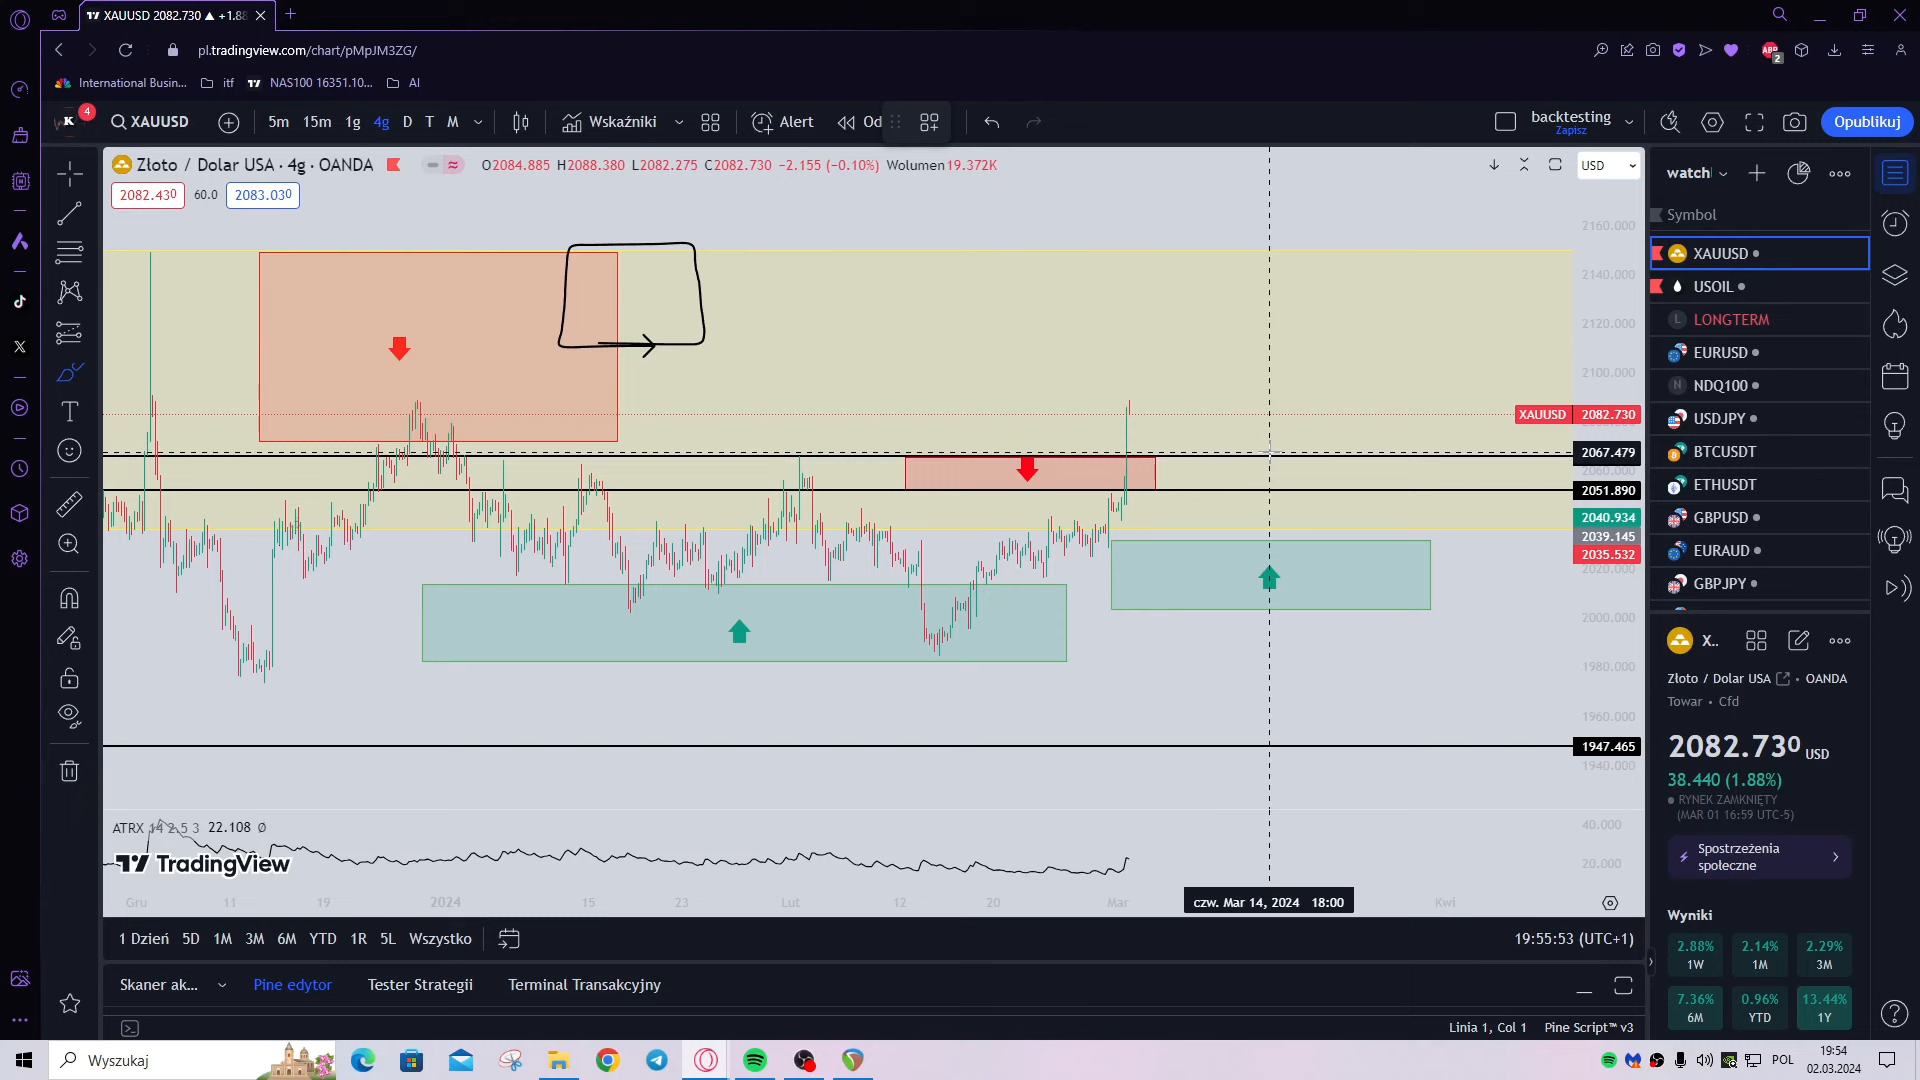 XAUUSD 2082.730 ▲ +1.88
pl.tradingview.com/chart/pMpJM3ZG/
ABP
2
International Busin...
itf
NAS100 16351.10...
AI
K
4
XAUUSD
5m 15m 1g 4g D T M
Wskaźniki
Alert
Od
backtesting
Zapisz
Opublikuj
Złoto / Dolar USA · 4g · OANDA
O2084.885 H2088.380 L2082.275 C2082.730 −2.155 (−0.10%) Wolumen19.372K
USD
2082.430
60.0
2083.030
2160.000
2140.000
2120.000
2100.000
XAUUSD 2082.730
2067.479
2060.000
2051.890
2040.934
2039.145
2035.532
2020.000
2000.000
1980.000
1960.000
1947.465
1940.000
ATRX 14 2.5 3 22.108 Ø
40.000
20.000
TradingView
Gru 11 19 2024 15 23 Lut 12 20 Mar
czw. Mar 14, 2024 18:00
Kwi
1 Dzień 5D 1M 3M 6M YTD 1R 5L Wszystko
19:55:53 (UTC+1)
Skaner ak...
Pine edytor
Tester Strategii
Terminal Transakcyjny
Linia 1, Col 1 Pine Script™ v3
watchl
Symbol
XAUUSD
USOIL
L LONGTERM
EURUSD
N NDQ100
USDJPY
BTCUSDT
ETHUSDT
GBPUSD
EURAUD
GBPJPY
X..
Złoto / Dolar USA • OANDA
Towar • Cfd
2082.730 USD
38.440 (1.88%)
RYNEK ZAMKNIĘTY
(MAR 01 16:59 UTC-5)
Spostrzeżenia
społeczne
Wyniki
2.88% 2.14% 2.29%
1W 1M 3M
7.36% 0.96% 13.44%
6M YTD 1Y
Wyszukaj
POL
19:54
02.03.2024